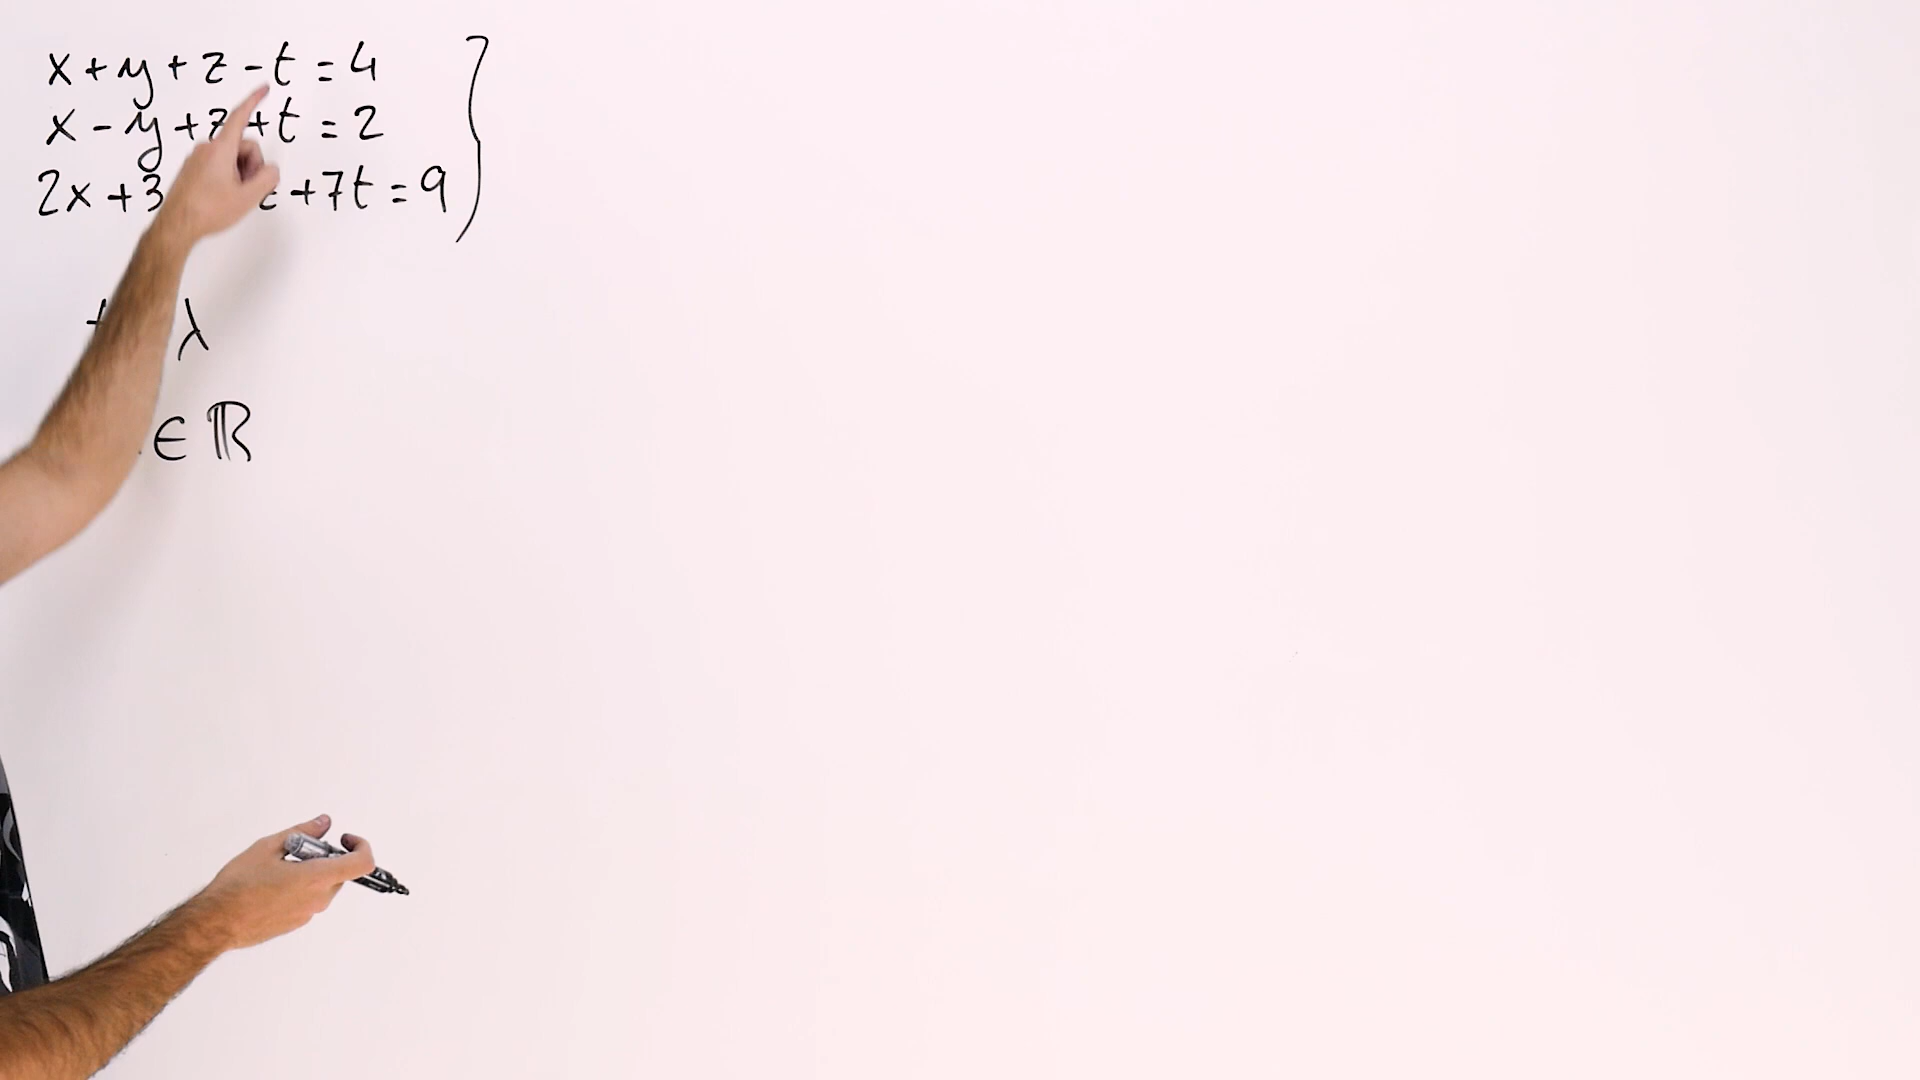 x + y + z - t = 4
x - y + z + t = 2
2x + 3 z + 7t = 9
t λ
∈ ℝ